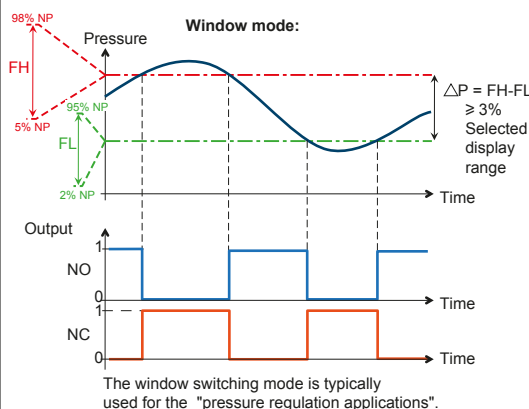 Window mode:
98% NP
Pressure
FH
95% NP
5% NP
FL
2% NP
△P = FH-FL
≥ 3%
Selected
display
range
Time
Output
1
NO
0
Time
1
NC
0
Time
The window switching mode is typically
used for the "pressure regulation applications".